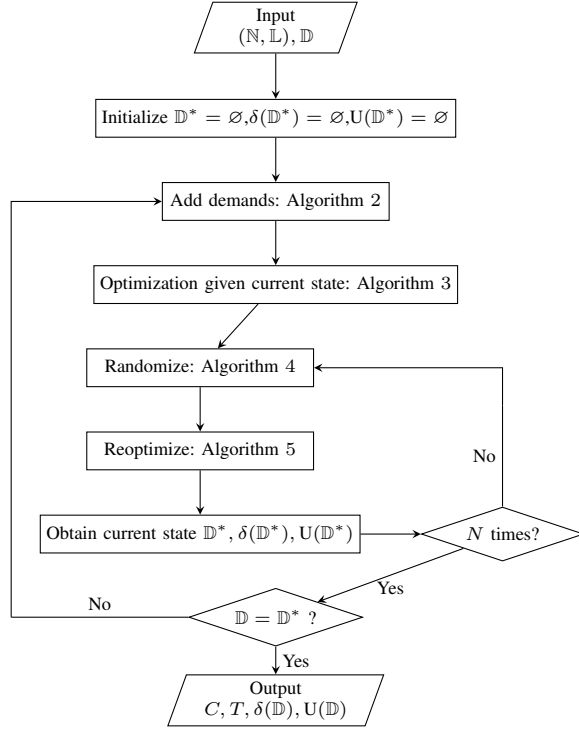 Input
(ℕ, 𝕃), 𝔻
Initialize 𝔻* = ∅,δ(𝔻*) = ∅,U(𝔻*) = ∅
Add demands: Algorithm 2
Optimization given current state: Algorithm 3
Randomize: Algorithm 4
Reoptimize: Algorithm 5
No
Obtain current state 𝔻*, δ(𝔻*), U(𝔻*)
N times?
Yes
No
𝔻 = 𝔻* ?
Yes
Output
C, T, δ(𝔻), U(𝔻)